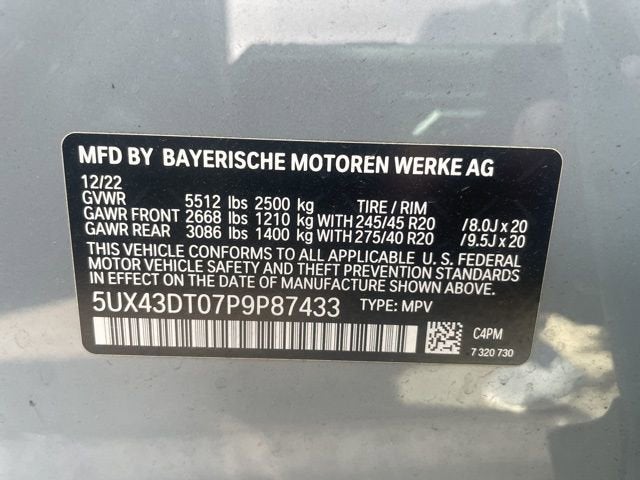 MFD BY BAYERISCHE MOTOREN WERKE AG
12/22
GVWR 5512 lbs 2500 kg TIRE / RIM
GAWR FRONT 2668 lbs 1210 kg WITH 245/45 R20 /8.0J x 20
GAWR REAR 3086 lbs 1400 kg WITH 275/40 R20 /9.5J x 20
THIS VEHICLE CONFORMS TO ALL APPLICABLE U. S. FEDERAL
MOTOR VEHICLE SAFETY AND THEFT PREVENTION STANDARDS
IN EFFECT ON THE DATE OF MANUFACTURE SHOWN ABOVE.
5UX43DT07P9P87433 TYPE: MPV
C4PM
7 320 730